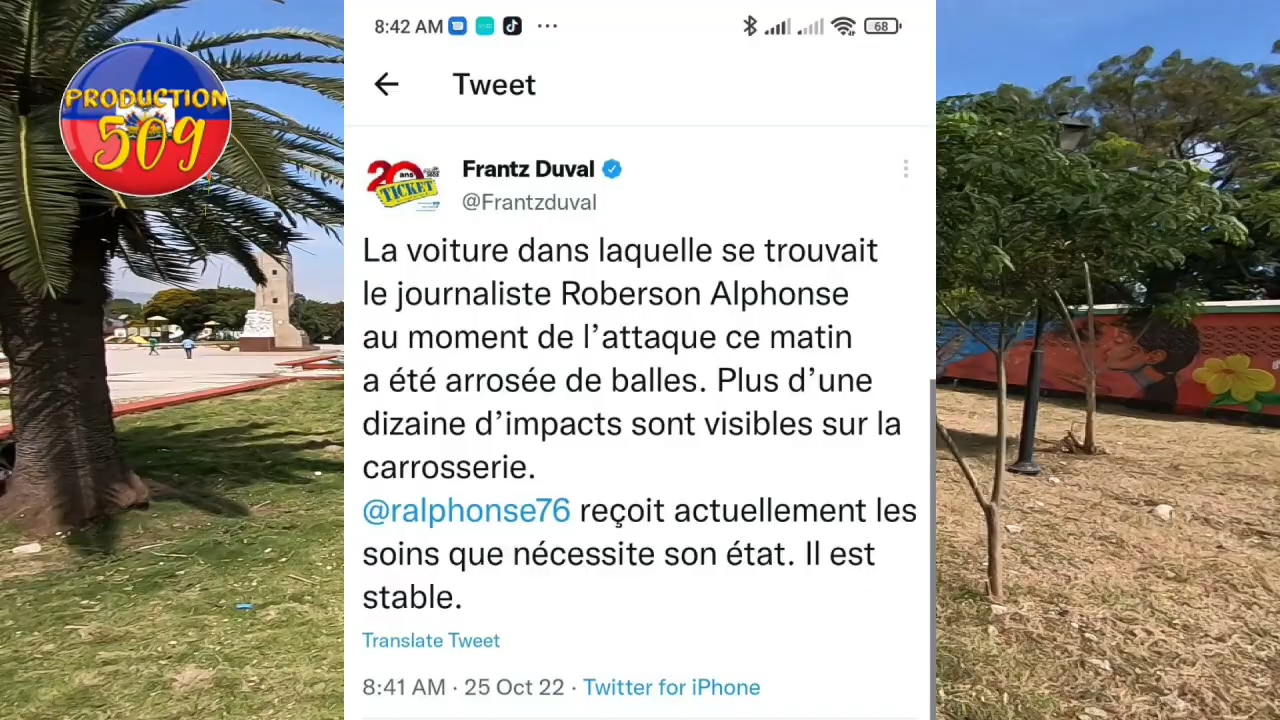 8:42 AM
68
PRODUCTION
509
Tweet
20 ans
TICKET
Frantz Duval
@Frantzduval
La voiture dans laquelle se trouvait
le journaliste Roberson Alphonse
au moment de l’attaque ce matin
a été arrosée de balles. Plus d’une
dizaine d’impacts sont visibles sur la
carrosserie.
@ralphonse76 reçoit actuellement les
soins que nécessite son état. Il est
stable.
Translate Tweet
8:41 AM · 25 Oct 22 · Twitter for iPhone